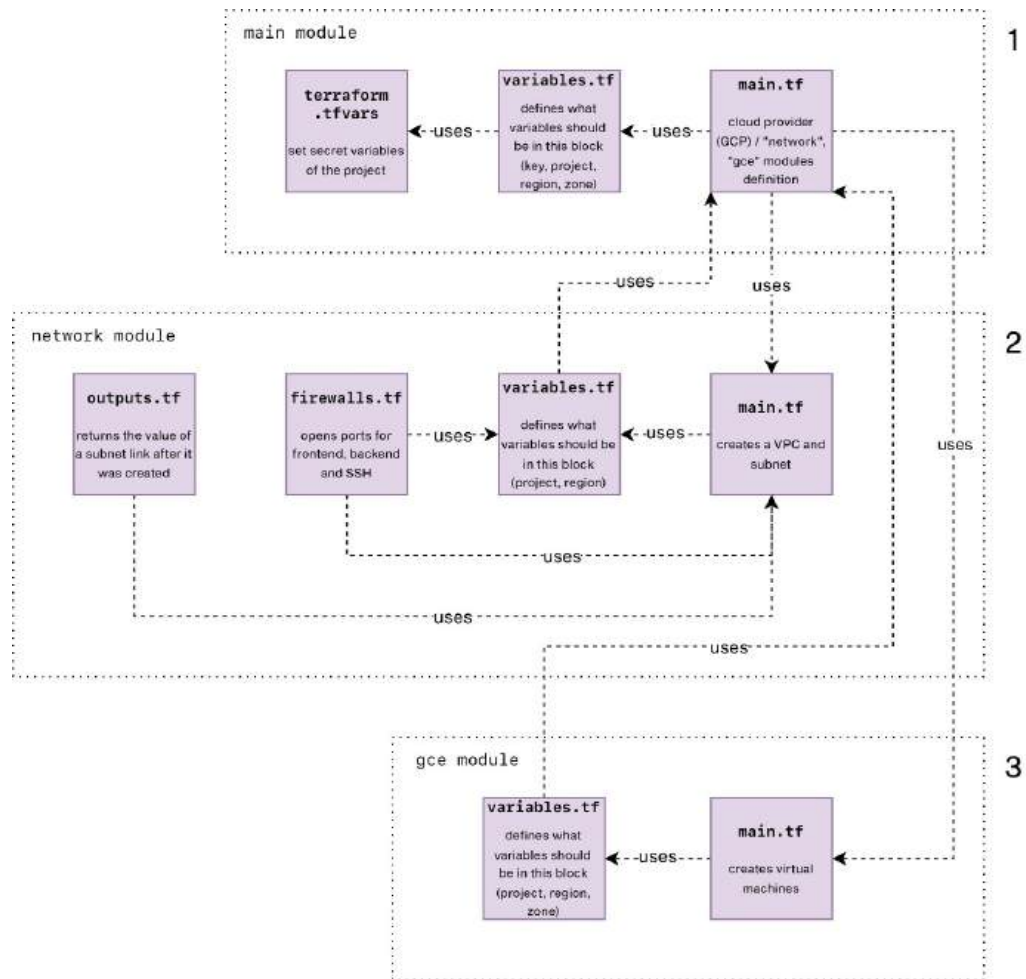 main module
1
terraform
.tfvars
set secret variables
of the project
uses
variables.tf
defines what
variables should
be in this block
(key, project,
region, zone)
uses
main.tf
cloud provider
(GCP) / "network",
"gce" modules
definition
uses
uses
network module
2
outputs.tf
returns the value of
a subnet link after it
was created
firewalls.tf
opens ports for
frontend, backend
and SSH
uses
variables.tf
defines what
variables should be
in this block
(project, region)
uses
main.tf
creates a VPC and
subnet
uses
uses
uses
uses
gce module
3
variables.tf
defines what
variables should
be in this block
(project, region,
zone)
uses
main.tf
creates virtual
machines